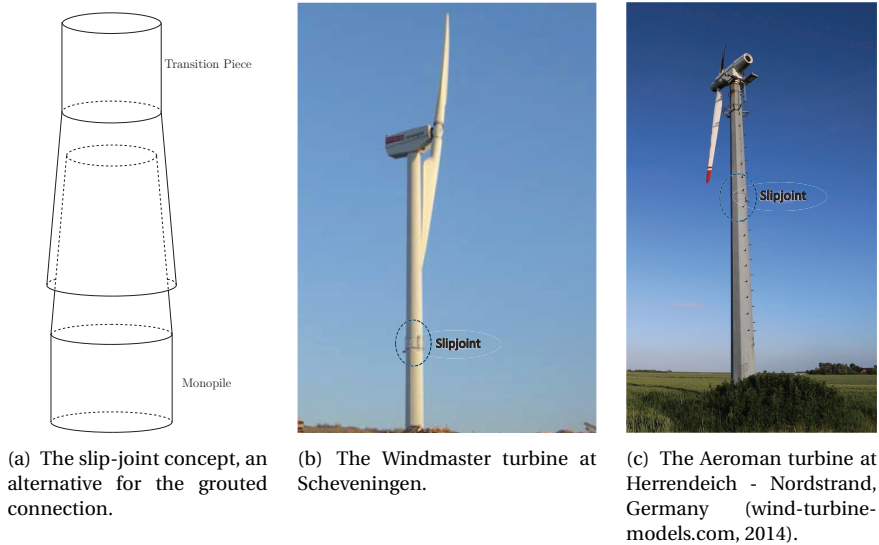 Transition Piece
Monopile
Slipjoint
Slipjoint
(a) The slip-joint concept, an
alternative for the grouted
connection.
(b) The Windmaster turbine at
Scheveningen.
(c) The Aeroman turbine at
Herrendeich - Nordstrand,
Germany (wind-turbine-
models.com, 2014).